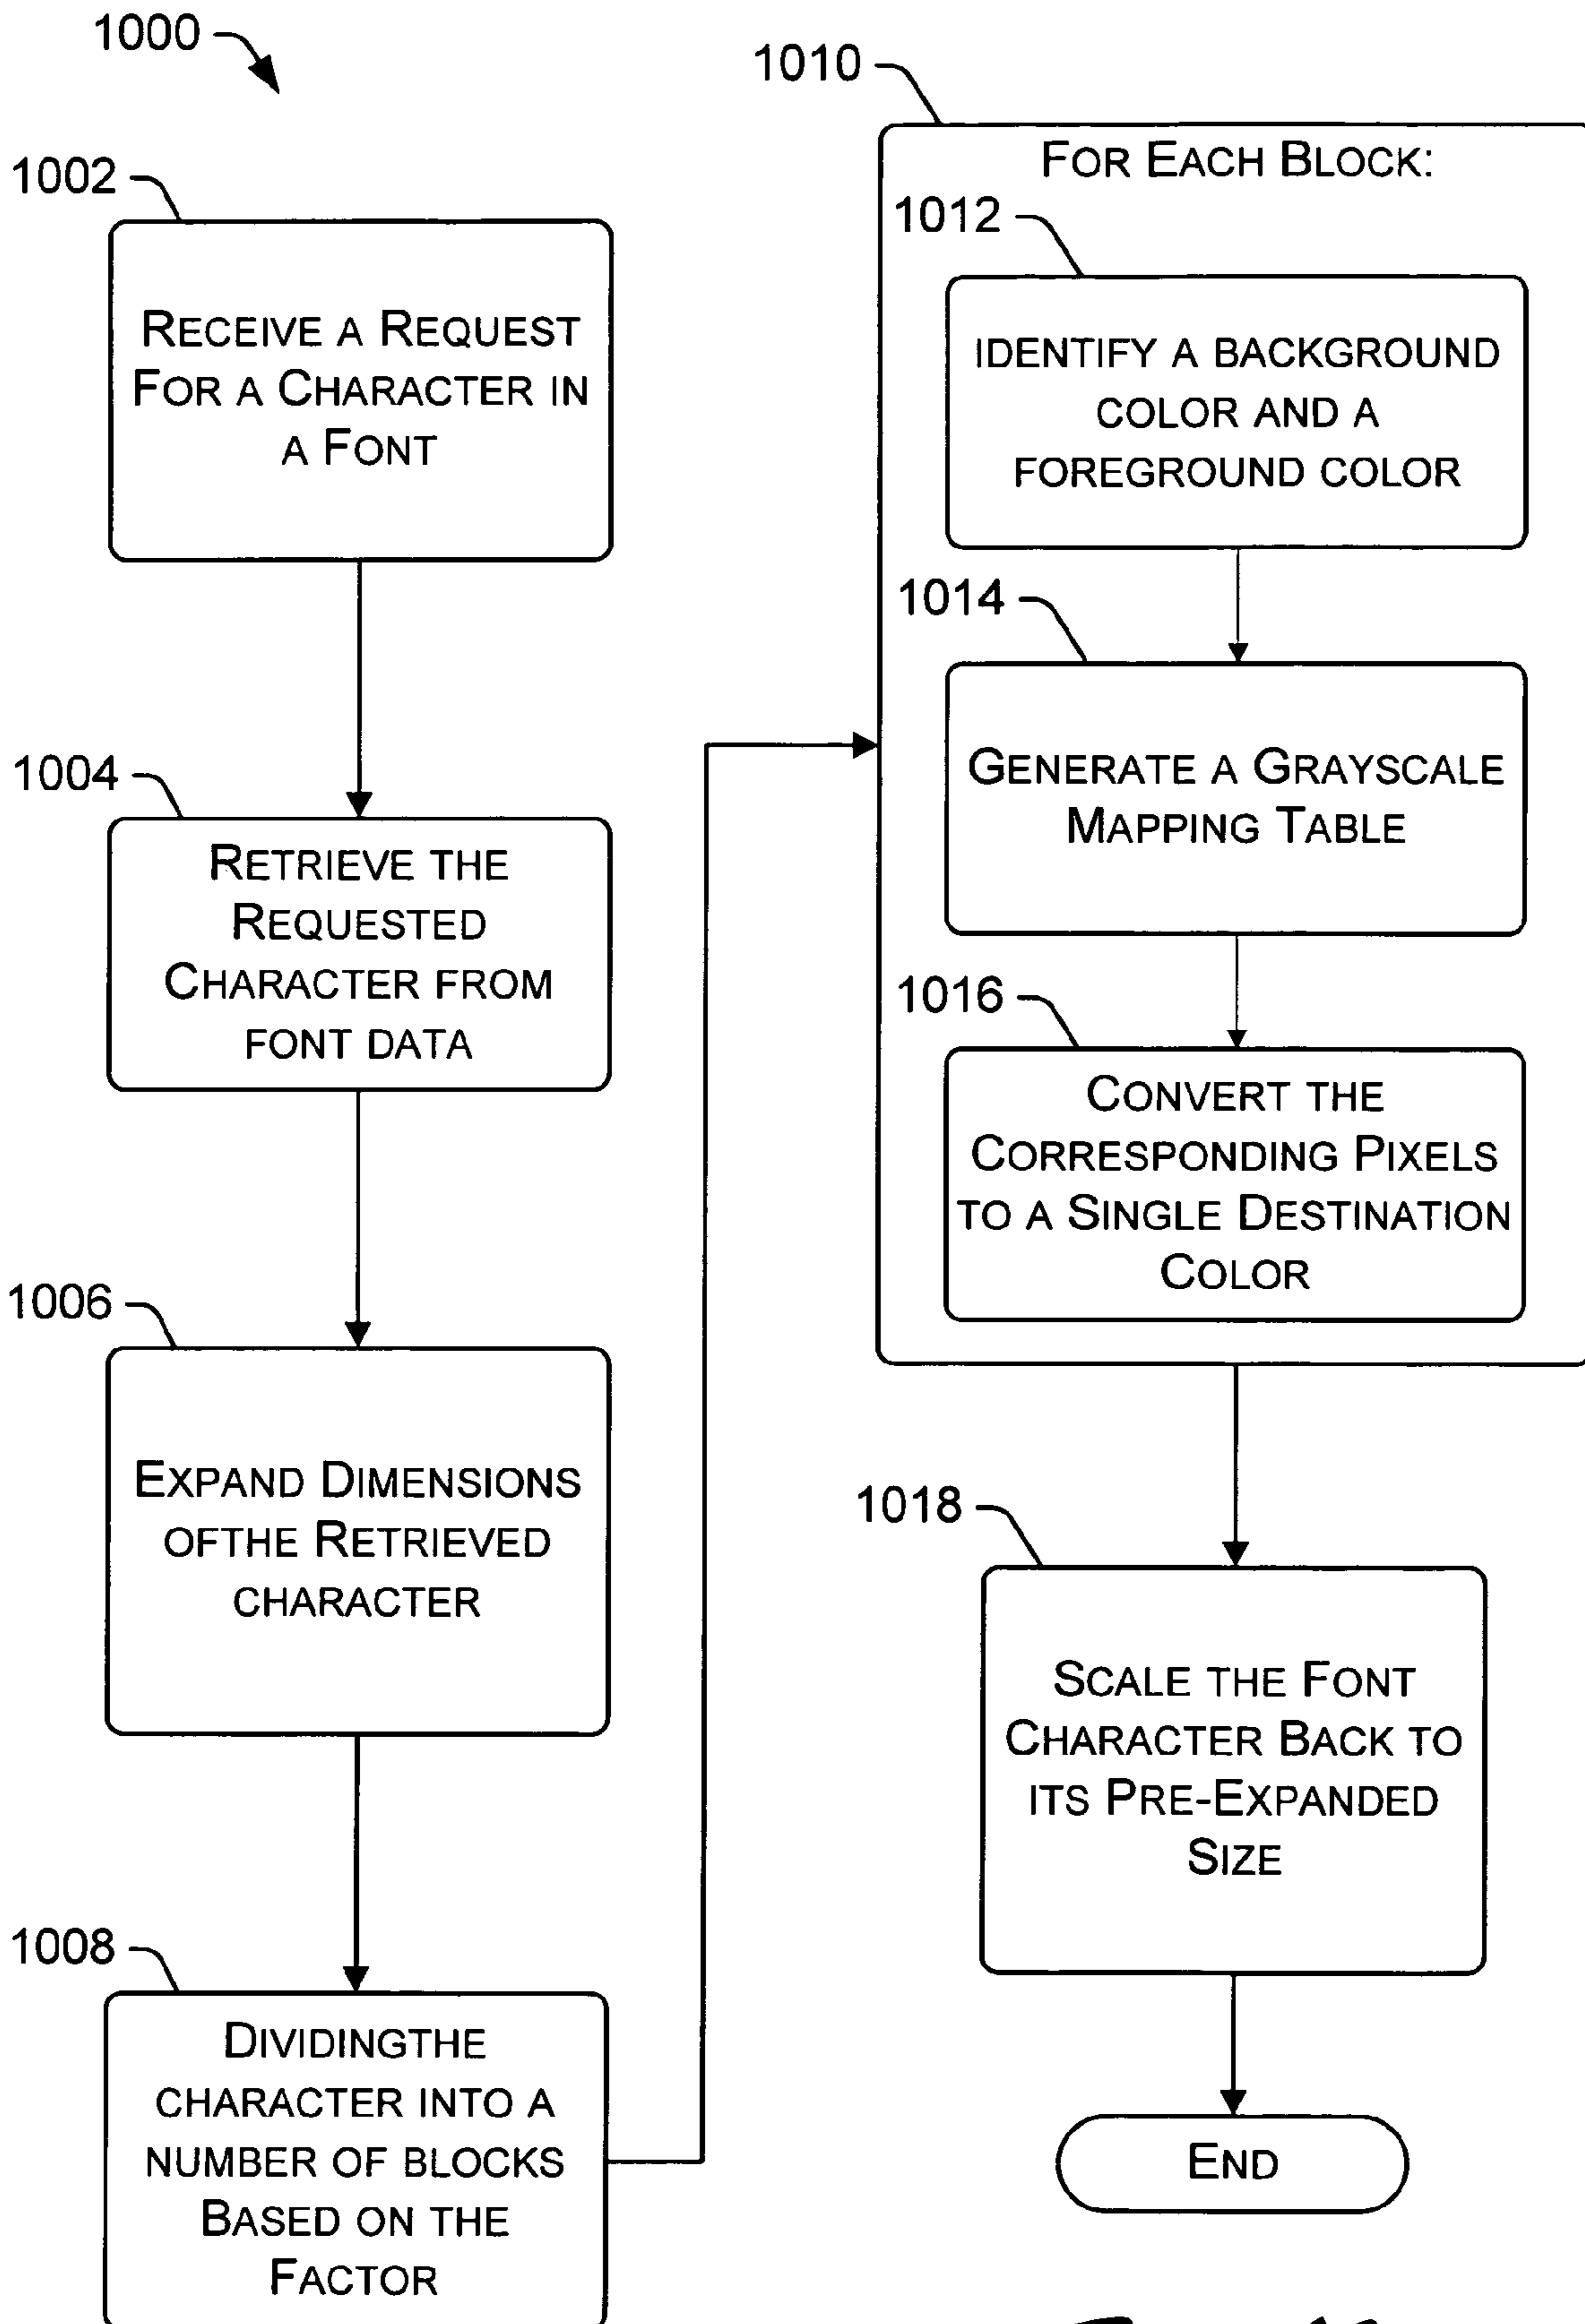 1000
1002
RECEIVE A REQUEST
FOR A CHARACTER IN
A FONT
1004
RETRIEVE THE
REQUESTED
CHARACTER FROM
FONT DATA
1006
EXPAND DIMENSIONS
OFTHE RETRIEVED
CHARACTER
1008
DIVIDINGTHE
CHARACTER INTO A
NUMBER OF BLOCKS
BASED ON THE
FACTOR
1010
FOR EACH BLOCK:
1012
IDENTIFY A BACKGROUND
COLOR AND A
FOREGROUND COLOR
1014
GENERATE A GRAYSCALE
MAPPING TABLE
1016
CONVERT THE
CORRESPONDING PIXELS
TO A SINGLE DESTINATION
COLOR
1018
SCALE THE FONT
CHARACTER BACK TO
ITS PRE-EXPANDED
SIZE
END